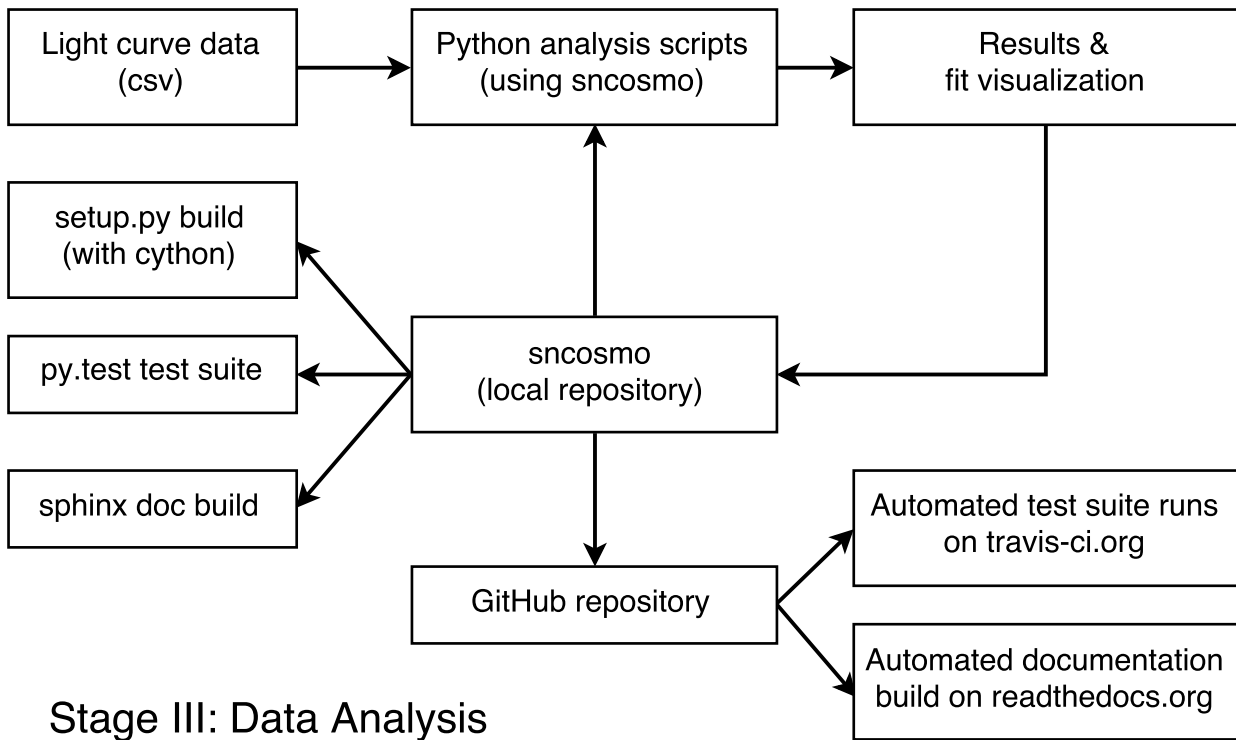 Light curve data
(csv)
Python analysis scripts
(using sncosmo)
Results &
fit visualization
setup.py build
(with cython)
py.test test suite
sncosmo
(local repository)
sphinx doc build
Automated test suite runs
on travis-ci.org
GitHub repository
Automated documentation
build on readthedocs.org
Stage III: Data Analysis